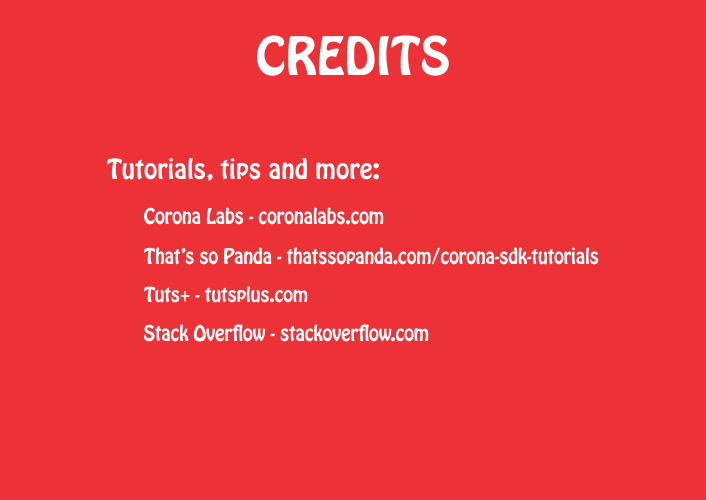 CREDITS
Tutorials, tips and more:
Corona Labs - coronalabs.com
That's so Panda - thatssopanda.com/corona-sdk-tutorials
Tuts+ - tutsplus.com
Stack Overflow - stackoverflow.com